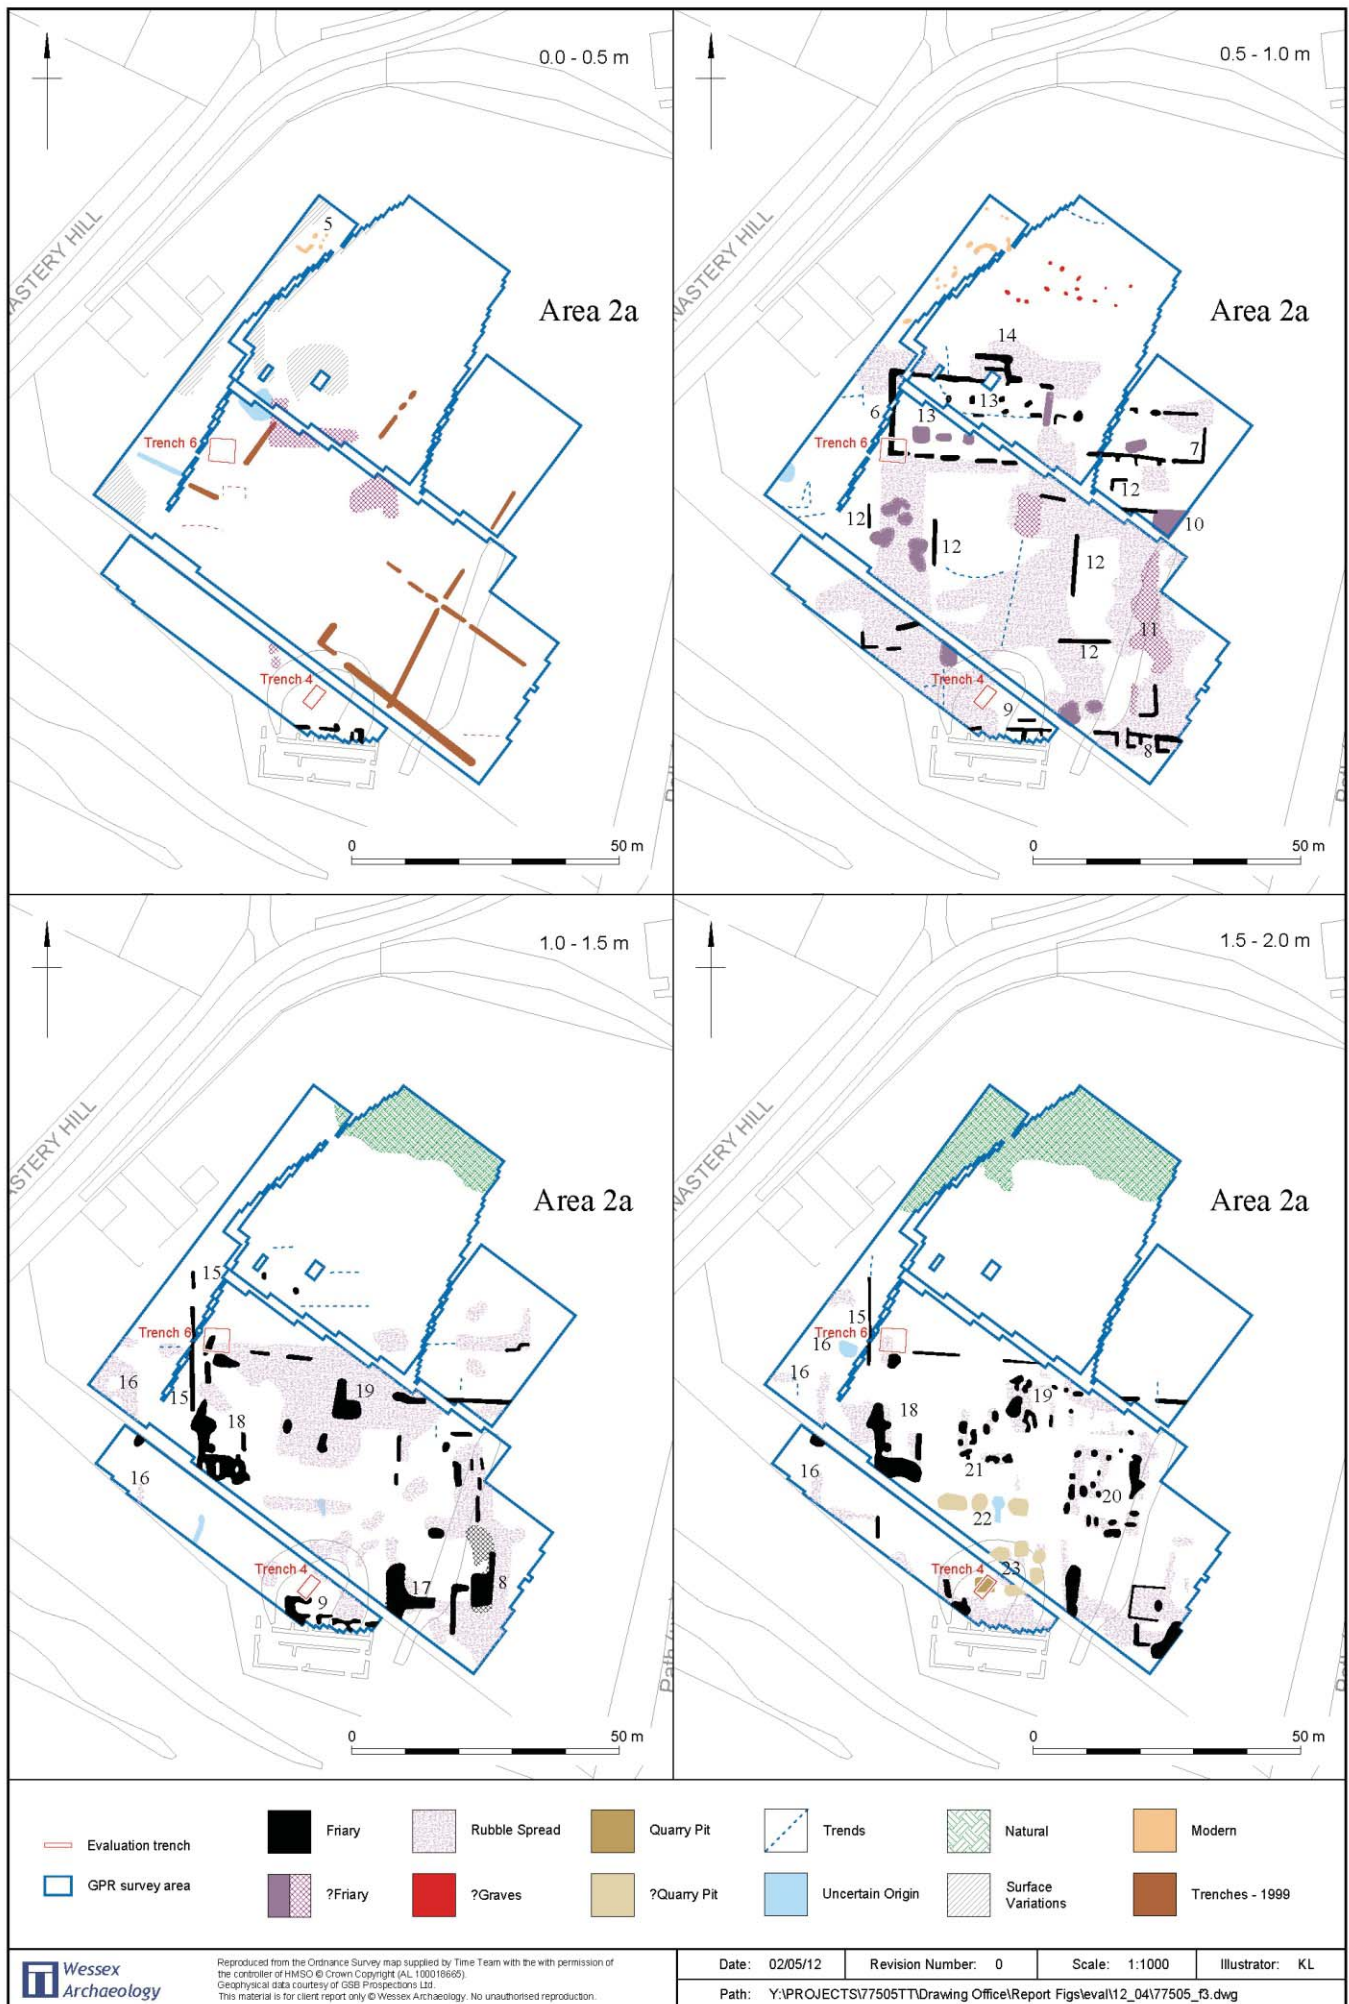 0.0 - 0.5 m
NASTERY HILL
5
Area 2a
Trench 6
Trench 4
0
50 m
0.5 - 1.0 m
NASTERY HILL
Area 2a
14
13
13
6
Trench 6
7
12
10
12
12
12
11
12
Trench 4
9
8
0
50 m
1.0 - 1.5 m
ASTERY HILL
Area 2a
15
Trench 6
16
15
19
18
16
Trench 4
17
8
9
Path
0
50 m
1.5 - 2.0 m
NASTERY HILL
Area 2a
15
Trench 6
16
16
19
18
16
21
20
22
23
Trench 4
0
50 m
Evaluation trench
GPR survey area
Friary
?Friary
Rubble Spread
?Graves
Quarry Pit
?Quarry Pit
Trends
Uncertain Origin
Natural
Surface
Variations
Modern
Trenches - 1999
Wessex
Archaeology
Reproduced from the Ordnance Survey map supplied by Time Team with the with permission of
the controller of HMSO © Crown Copyright (AL 100018665).
Geophysical data courtesy of GSB Prospections Ltd.
This material is for client report only © Wessex Archaeology. No unauthorised reproduction.
Date: 02/05/12 Revision Number: 0 Scale: 1:1000 Illustrator: KL
Path: Y:\PROJECTS\77505TT\Drawing Office\Report Figs\eval\12_04\77505_f3.dwg